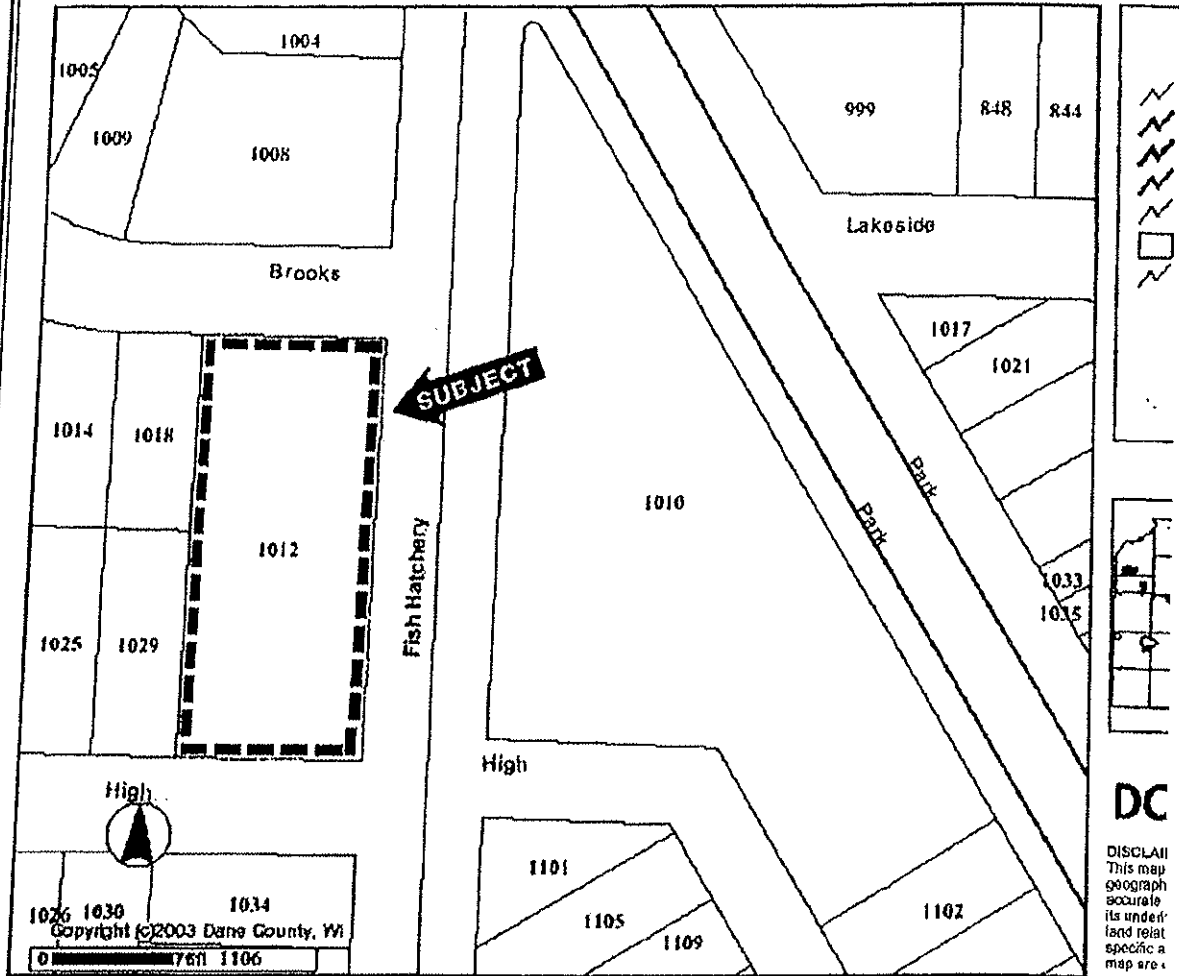 1004
1005
1009
1008
999
848
844
Lakeside
Brooks
1017
1021
SUBJECT
1014
1018
1010
Park
Park
1012
Fish Hatchery
1033
1035
1025
1029
High
High
1101
1105
1109
1102
1026
1030
1034
Copyright (c)2003 Dane County, WI
0
76ft
1106
DC
DISCLAI
This map
geograph
accurate
its under
land relat
specific a
map are